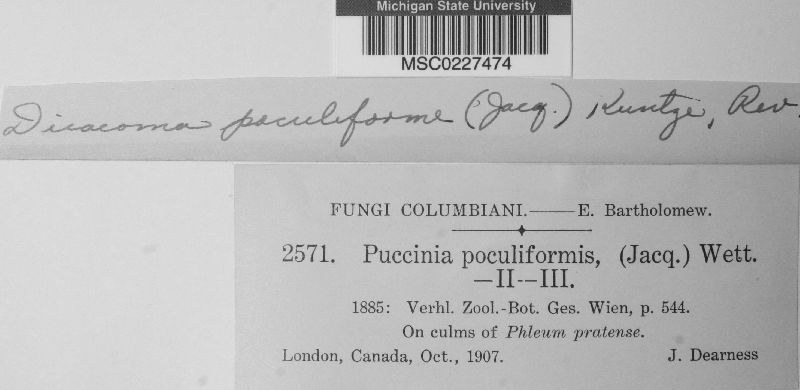 Michigan State University
MSC0227474
Dicaeoma poculiforme (Jacq.) Kuntze, Rev.
FUNGI COLUMBIANI.——E. Bartholomew.
2571. Puccinia poculiformis, (Jacq.) Wett.
—II--III.
1885: Verhl. Zool.-Bot. Ges. Wien, p. 544.
On culms of Phleum pratense.
London, Canada, Oct., 1907. J. Dearness